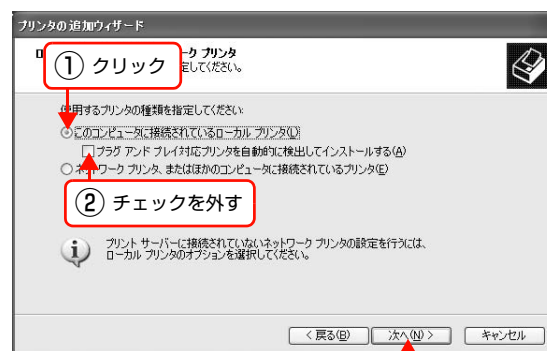 プリンタの追加ウィザード
ロ
ーク プリンタ
① クリック
定してください。
使用するプリンタの種類を指定してください:
このコンピュータに接続されているローカル プリンタ(L)
プラグ アンド プレイ対応プリンタを自動的に検出してインストールする(A)
ネットワーク プリンタ、またはほかのコンピュータに接続されているプリンタ(E)
② チェックを外す
プリント サーバーに接続されていないネットワーク プリンタの設定を行うには、
ローカル プリンタのオプションを選択してください。
< 戻る(B) 次へ(N) > キャンセル